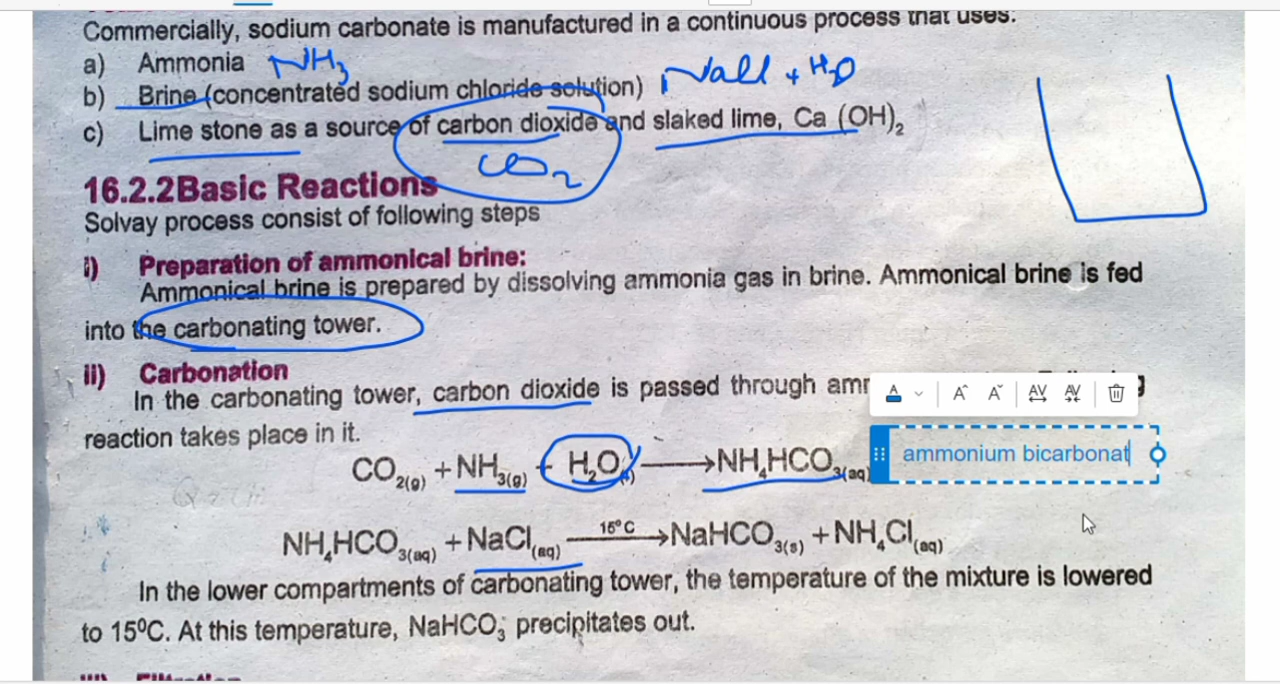 Commercially, sodium carbonate is manufactured in a continuous process that uses:
a) Ammonia NH3
b) Brine (concentrated sodium chloride solution) Nall + H2O
c) Lime stone as a source of carbon dioxide and slaked lime, Ca (OH)2
CO2
16.2.2Basic Reactions
Solvay process consist of following steps
i) Preparation of ammonical brine:
Ammonical brine is prepared by dissolving ammonia gas in brine. Ammonical brine is fed
into the carbonating tower.
ii) Carbonation
In the carbonating tower, carbon dioxide is passed through
reaction takes place in it.
CO2(g) + NH3(g) + H2O(l) ⟶ NH4HCO3(aq) ammonium bicarbonat
NH4HCO3(aq) + NaCl(aq) 15°C ⟶ NaHCO3(s) + NH4Cl(aq)
In the lower compartments of carbonating tower, the temperature of the mixture is lowered
to 15°C. At this temperature, NaHCO3 precipitates out.